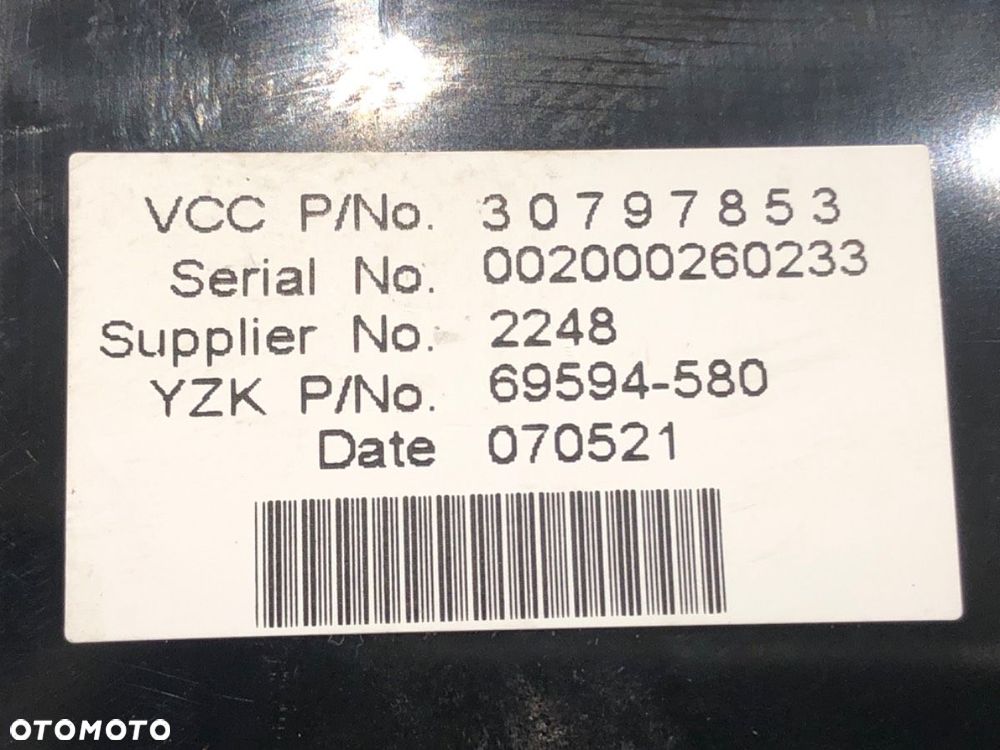 VCC P/No. 30797853
Serial No. 002000260233
Supplier No. 2248
YZK P/No. 69594-580
Date 070521
OTOMOTO